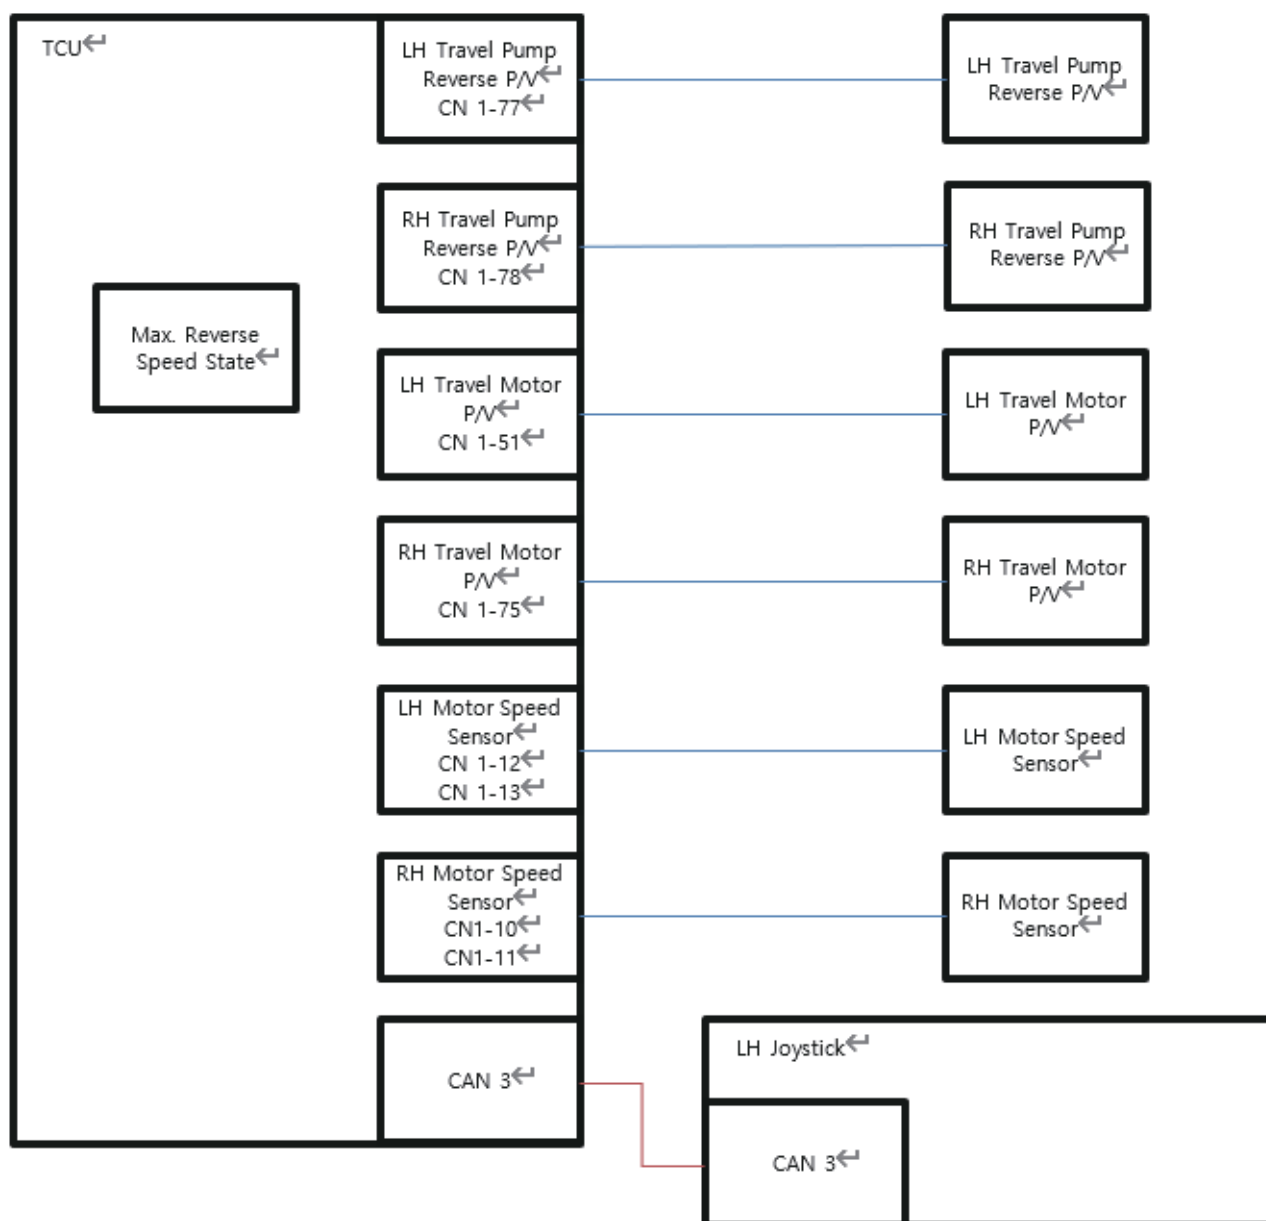 TCU
LH Travel Pump
Reverse P/V
CN 1-77
LH Travel Pump
Reverse P/V
RH Travel Pump
Reverse P/V
CN 1-78
RH Travel Pump
Reverse P/V
Max. Reverse
Speed State
LH Travel Motor
P/V
CN 1-51
LH Travel Motor
P/V
RH Travel Motor
P/V
CN 1-75
RH Travel Motor
P/V
LH Motor Speed
Sensor
CN 1-12
CN 1-13
LH Motor Speed
Sensor
RH Motor Speed
Sensor
CN1-10
CN1-11
RH Motor Speed
Sensor
CAN 3
LH Joystick
CAN 3